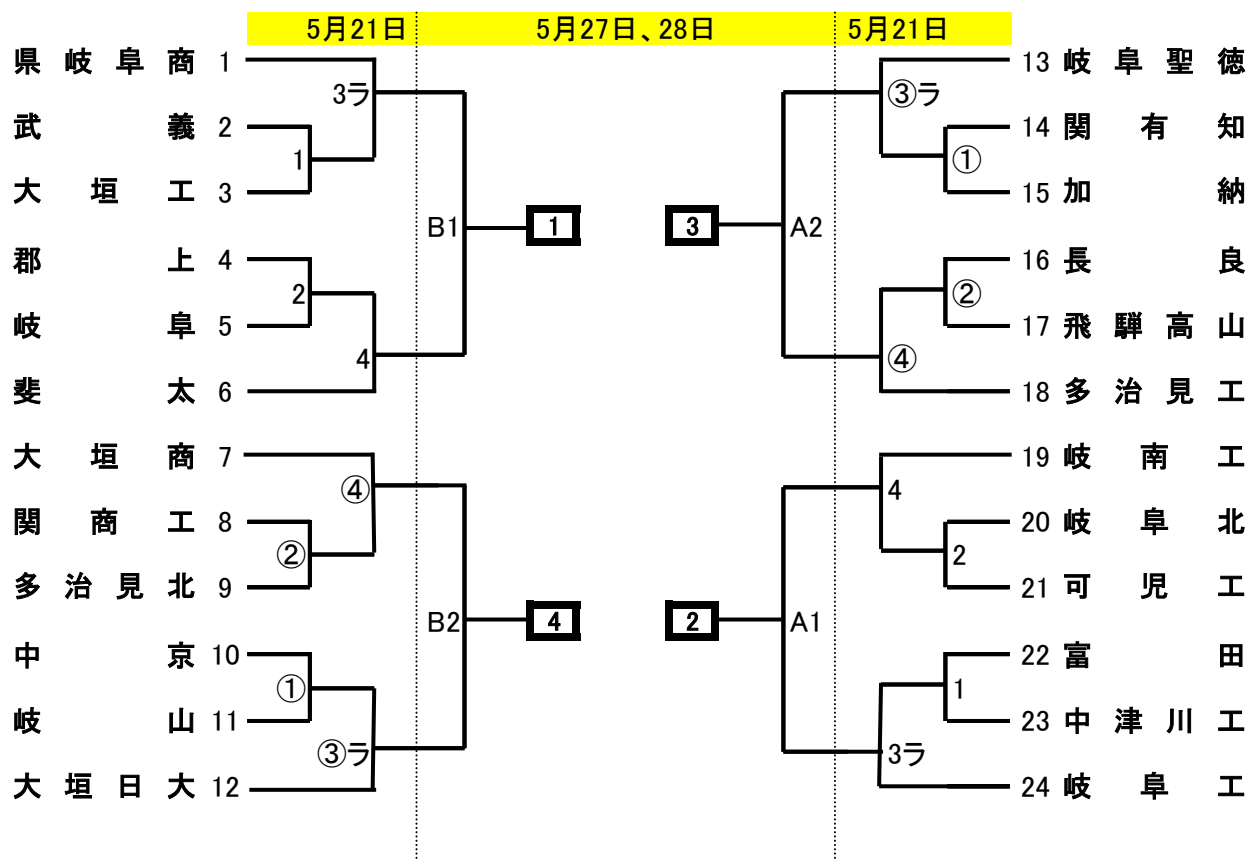 5月21日 5月27日、28日 5月21日
県岐阜商 1 13 岐阜聖徳
3ラ ③ラ
武義 2 14 関有知
1 ①
大垣工 3 15 加納
B1 1 3 A2
郡上 4 16 長良
2 ②
岐阜 5 17 飛騨高山
4 ④
斐太 6 18 多治見工
大垣商 7 19 岐南工
④ 4
関商工 8 20 岐阜北
② 2
多治見北 9 21 可児工
B2 4 2 A1
中京 10 22 富田
① 1
岐山 11 23 中津川工
③ラ 3ラ
大垣日大 12 24 岐阜工